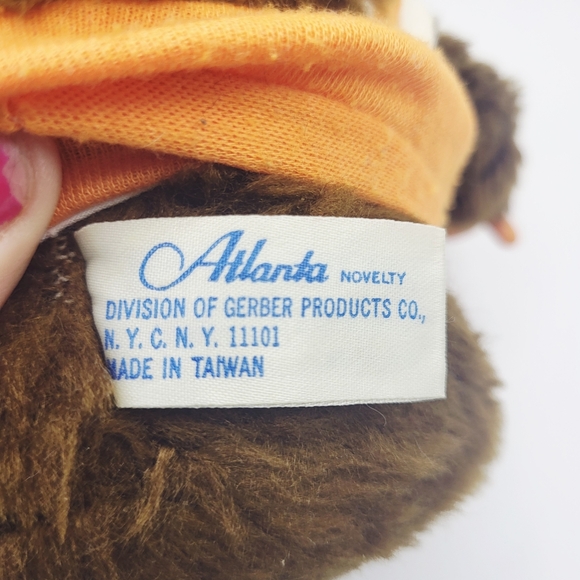 Atlanta NOVELTY
DIVISION OF GERBER PRODUCTS CO.,
N. Y. C. N. Y. 11101
MADE IN TAIWAN